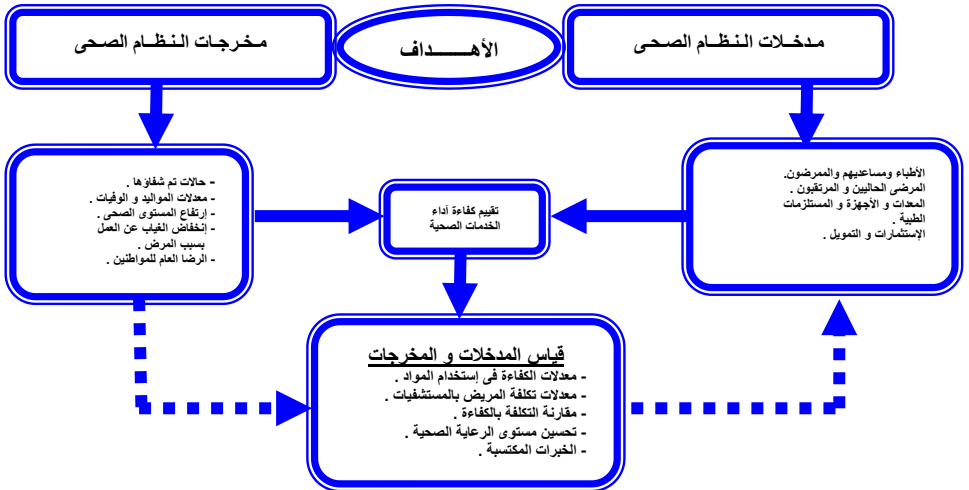 مدخلات النظام الصحى
الأهداف
مخرجات النظام الصحى
الأطباء ومساعديهم والممرضون.
المرضى الحاليين و المرتقبون .
المعدات و الأجهزة و المستلزمات
الطبية .
الإستثمارات و التمويل .
تقييم كفاءة أداء
الخدمات الصحية
- حالات تم شفاؤها .
- معدلات المواليد و الوفيات .
- إرتفاع المستوى الصحى .
- إنخفاض الغياب عن العمل
بسبب المرض .
- الرضا العام للمواطنين .
قياس المدخلات و المخرجات
- معدلات الكفاءة فى إستخدام المواد .
- معدلات تكلفة المريض بالمستشفيات .
- مقارنة التكلفة بالكفاءة .
- تحسين مستوى الرعاية الصحية .
- الخبرات المكتسبة .